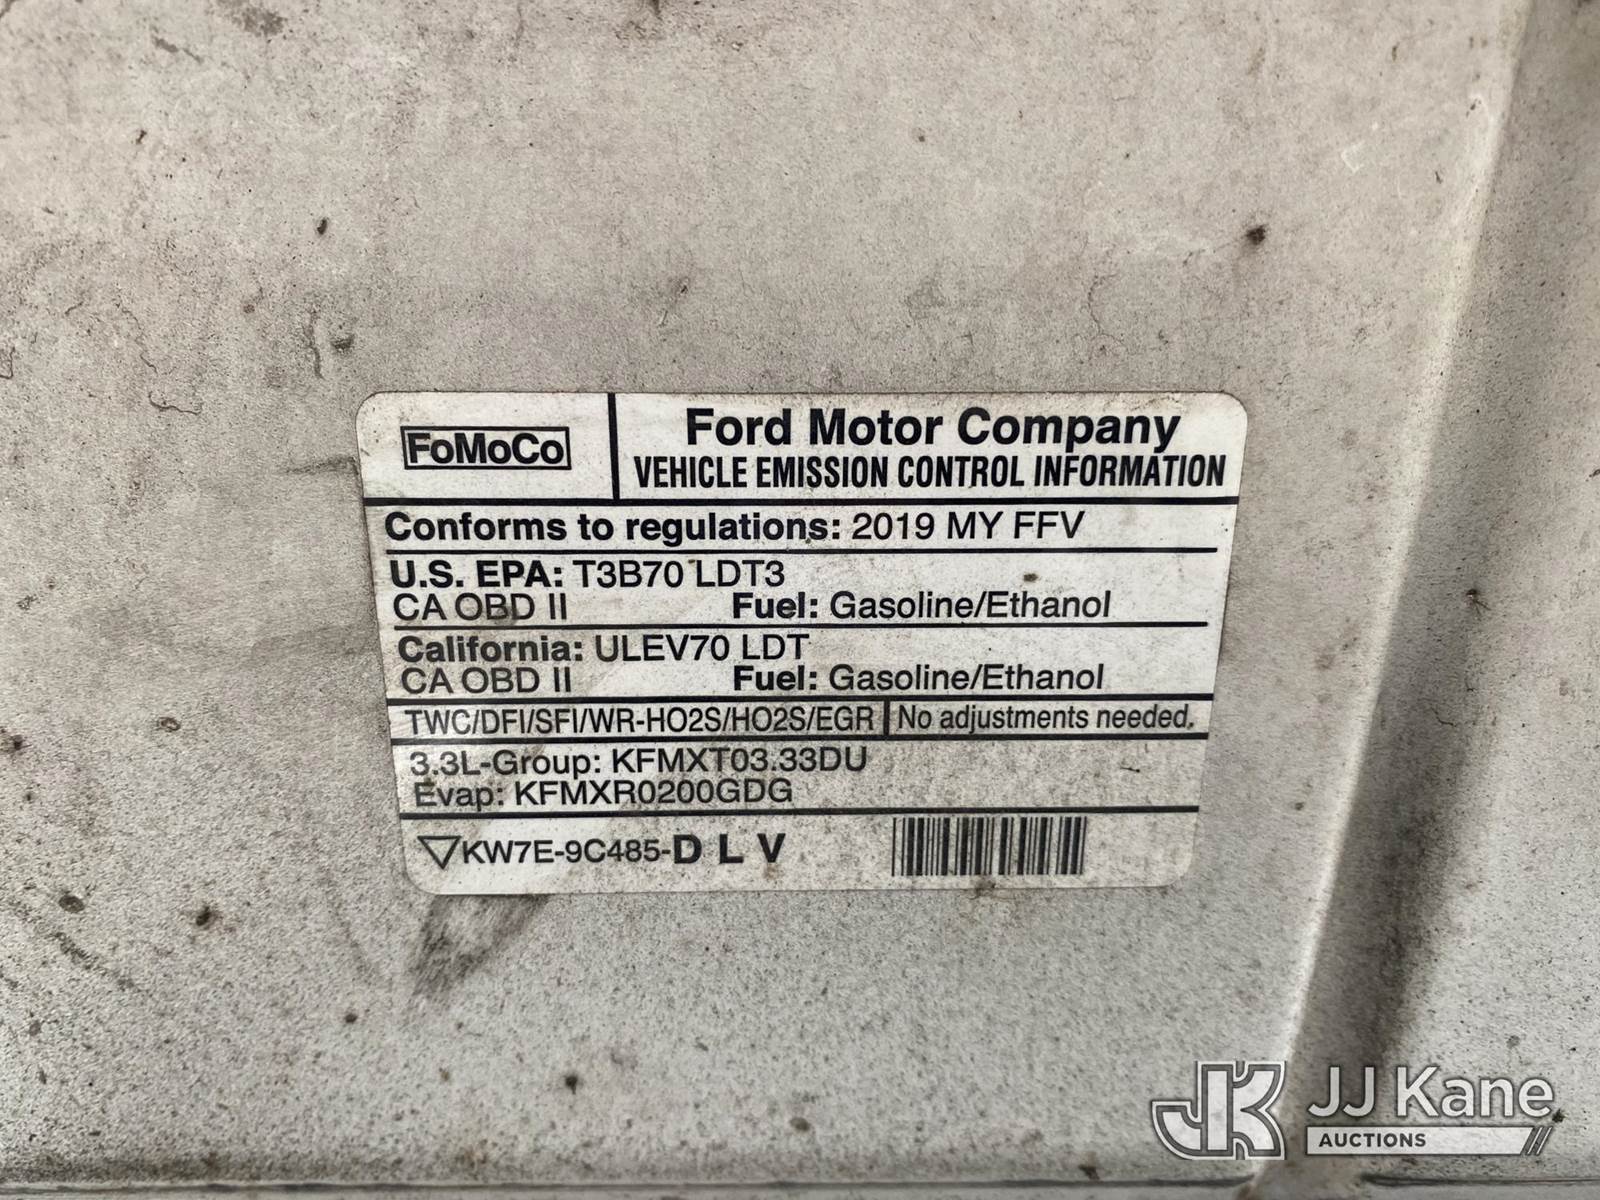 FoMoCo
Ford Motor Company
VEHICLE EMISSION CONTROL INFORMATION
Conforms to regulations: 2019 MY FFV
U.S. EPA: T3B70 LDT3
CA OBD II Fuel: Gasoline/Ethanol
California: ULEV70 LDT
CA OBD II Fuel: Gasoline/Ethanol
TWC/DFI/SFI/WR-HO2S/HO2S/EGR No adjustments needed.
3.3L-Group: KFMXT03.33DU
Evap: KFMXR0200GDG
KW7E-9C485-D L V
JK JJ Kane
AUCTIONS